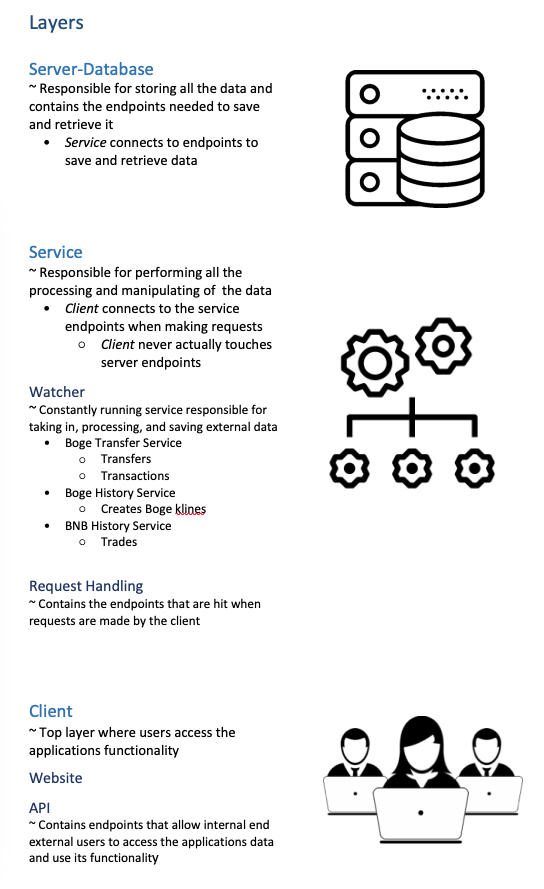 Layers
Server-Database
~ Responsible for storing all the data and
contains the endpoints needed to save
and retrieve it
• Service connects to endpoints to
save and retrieve data
Service
~ Responsible for performing all the
processing and manipulating of  the data
• Client connects to the service
endpoints when making requests
o Client never actually touches
server endpoints
Watcher
~ Constantly running service responsible for
taking in, processing, and saving external data
• Boge Transfer Service
o Transfers
o Transactions
• Boge History Service
o Creates Boge klines
• BNB History Service
o Trades
Request Handling
~ Contains the endpoints that are hit when
requests are made by the client
Client
~ Top layer where users access the
applications functionality
Website
API
~ Contains endpoints that allow internal end
external users to access the applications data
and use its functionality